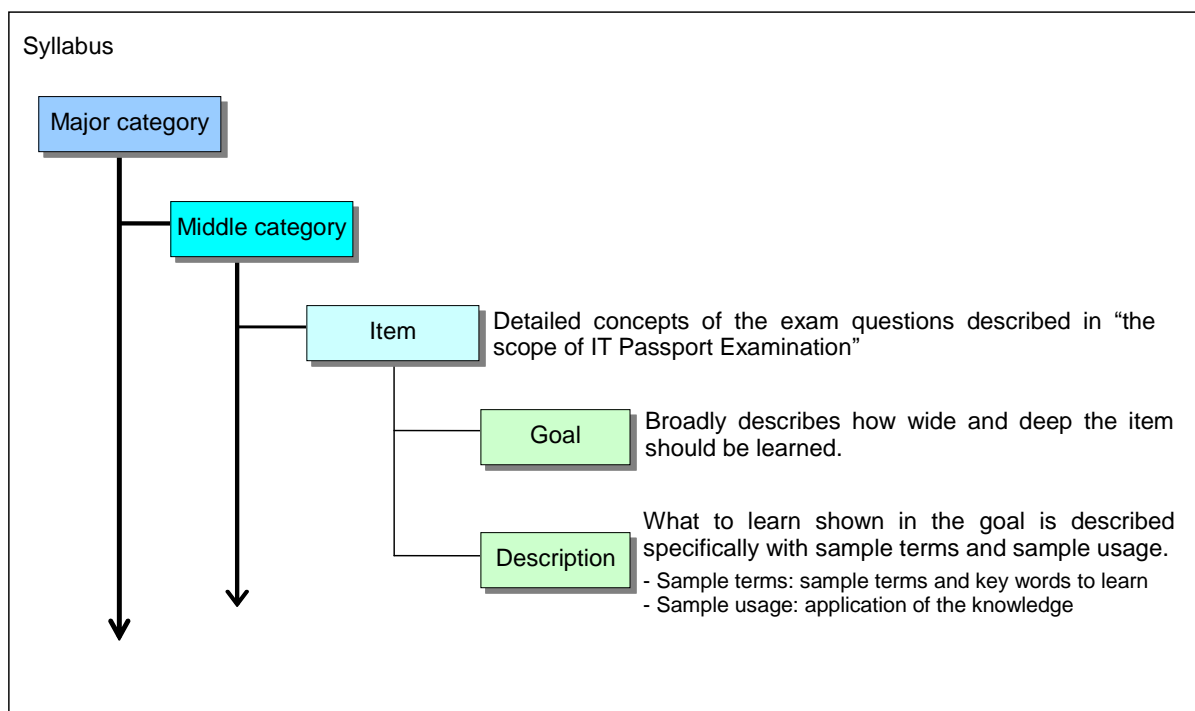 Syllabus
Major category
Middle category
Item
Detailed concepts of the exam questions described in “the
scope of IT Passport Examination”
Goal
Broadly describes how wide and deep the item
should be learned.
Description
What to learn shown in the goal is described
specifically with sample terms and sample usage.
- Sample terms: sample terms and key words to learn
- Sample usage: application of the knowledge